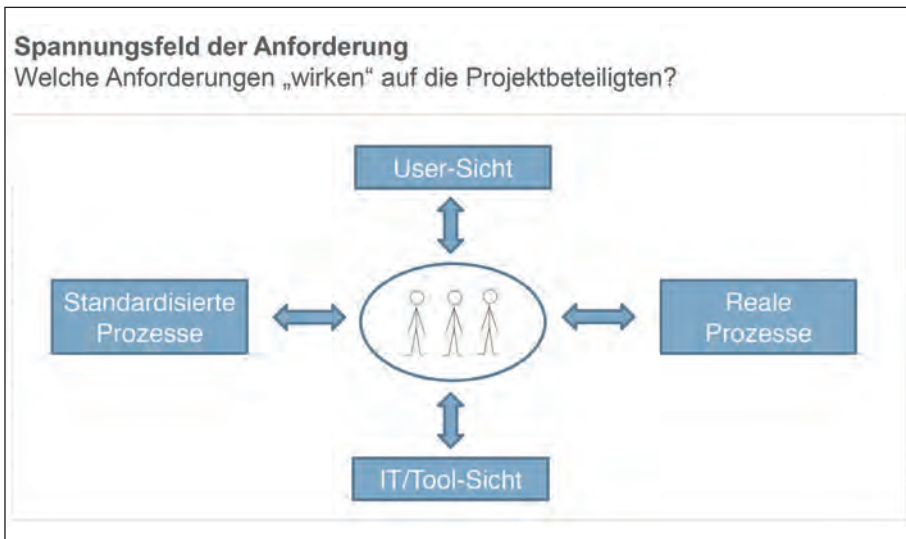 Spannungsfeld der Anforderung
Welche Anforderungen „wirken“ auf die Projektbeteiligten?
User-Sicht
Standardisierte
Prozesse
Reale
Prozesse
IT/Tool-Sicht